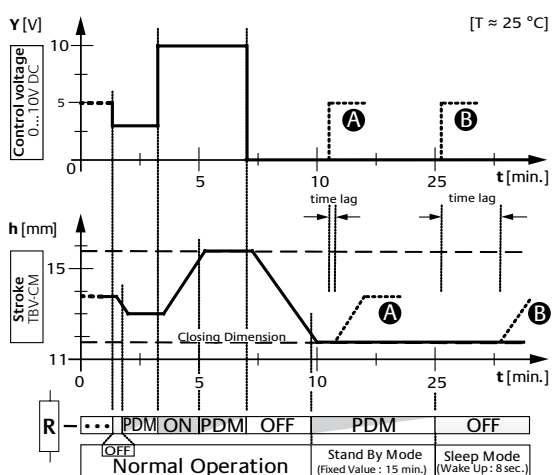 Y [V]
[T ≈ 25 °C]
Control voltage
0...10V DC
10
5
0
A
B
5
10
25
t [min.]
time lag
time lag
h [mm]
Stroke
TBV-CM
15
11
Closing Dimension
A
B
0
5
10
25
t [min.]
R
... PDM ON PDM OFF PDM OFF
OFF
Normal Operation
Stand By Mode
(Fixed Value : 15 min.)
Sleep Mode
(Wake Up : 8 sec.)